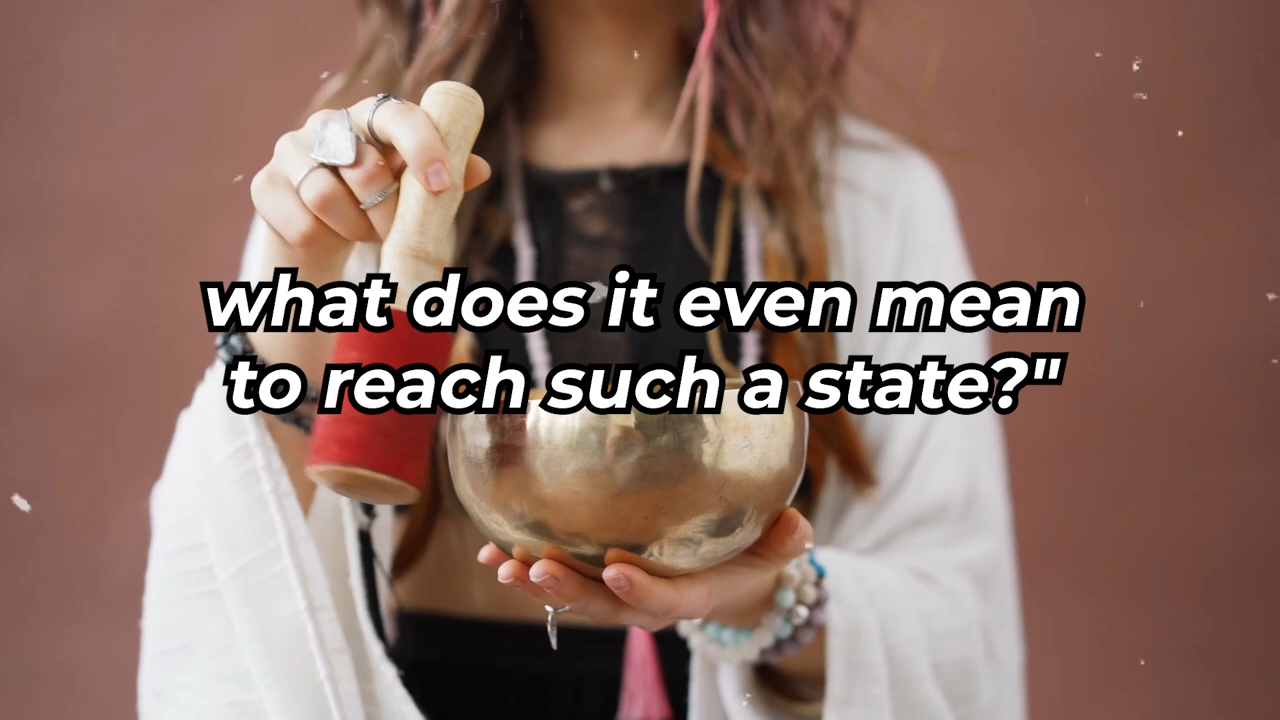 what does it even mean
to reach such a state?"